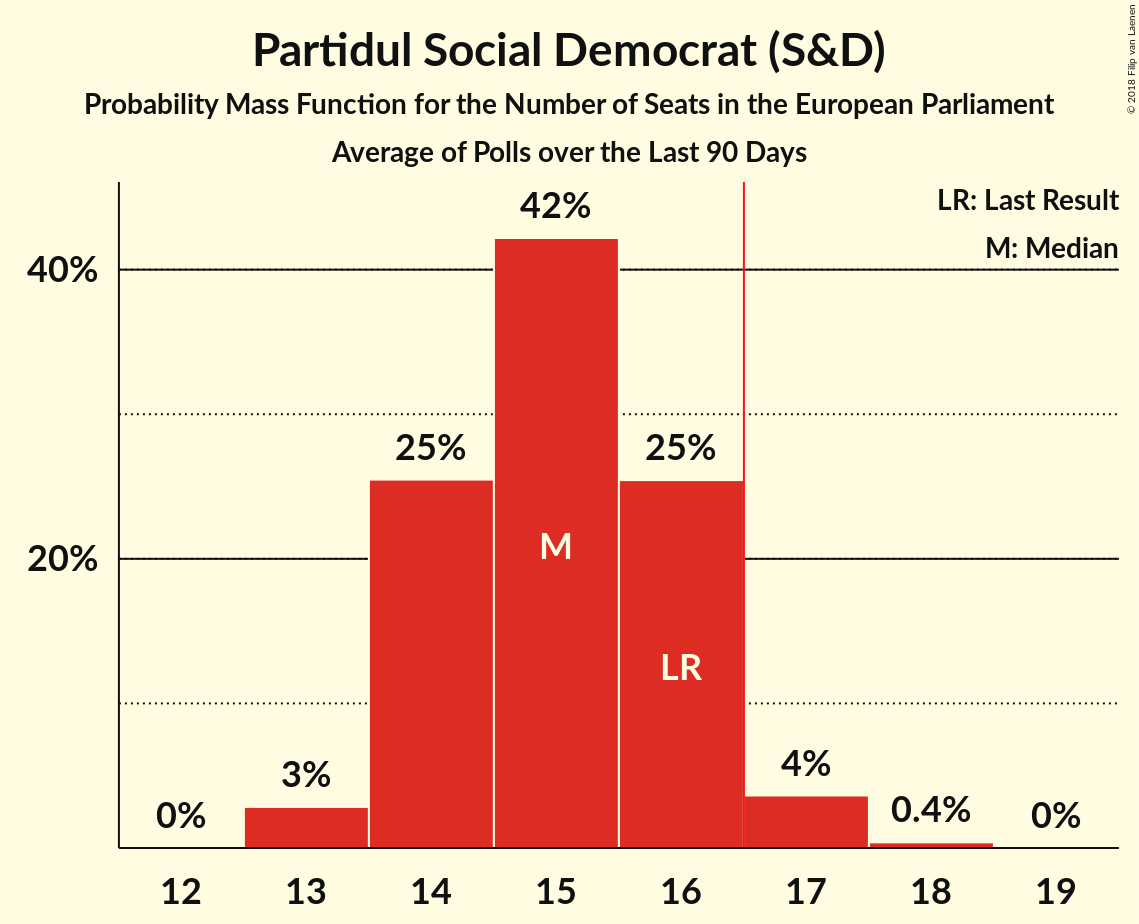 Partidul Social Democrat (S&D)
Probability Mass Function for the Number of Seats in the European Parliament
Average of Polls over the Last 90 Days
© 2018 Filip van Laenen
LR: Last Result
M: Median
40%
20%
0%
3%
25%
42%
25%
4%
0.4%
0%
M
LR
12
13
14
15
16
17
18
19